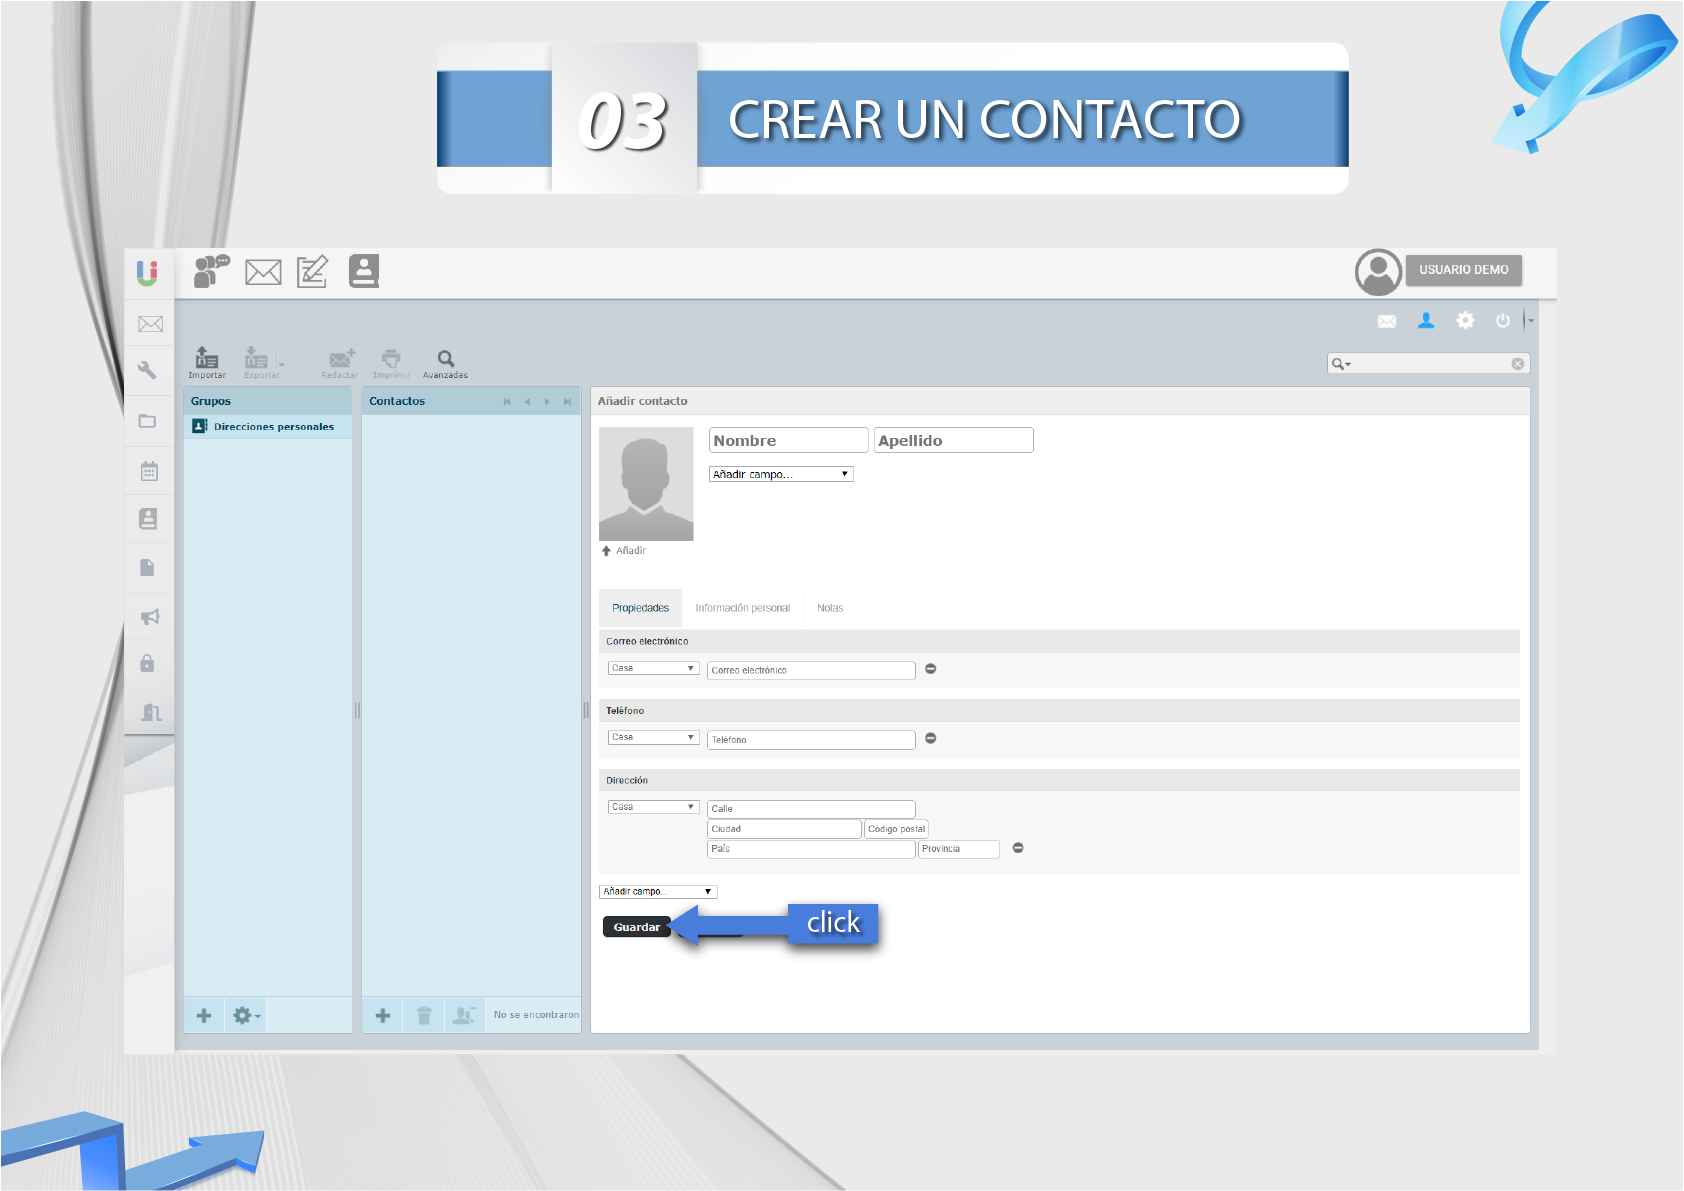 03
CREAR UN CONTACTO
USUARIO DEMO
Importar
Exportar
Redactar
Imprimir
Avanzadas
Grupos
Contactos
Añadir contacto
Direcciones personales
Nombre
Apellido
Añadir campo...
Añadir
Propiedades
Información personal
Notas
Correo electrónico
Casa
Correo electrónico
Teléfono
Casa
Teléfono
Dirección
Casa
Calle
Ciudad
Código postal
País
Provincia
Añadir campo...
Guardar
click
No se encontraron